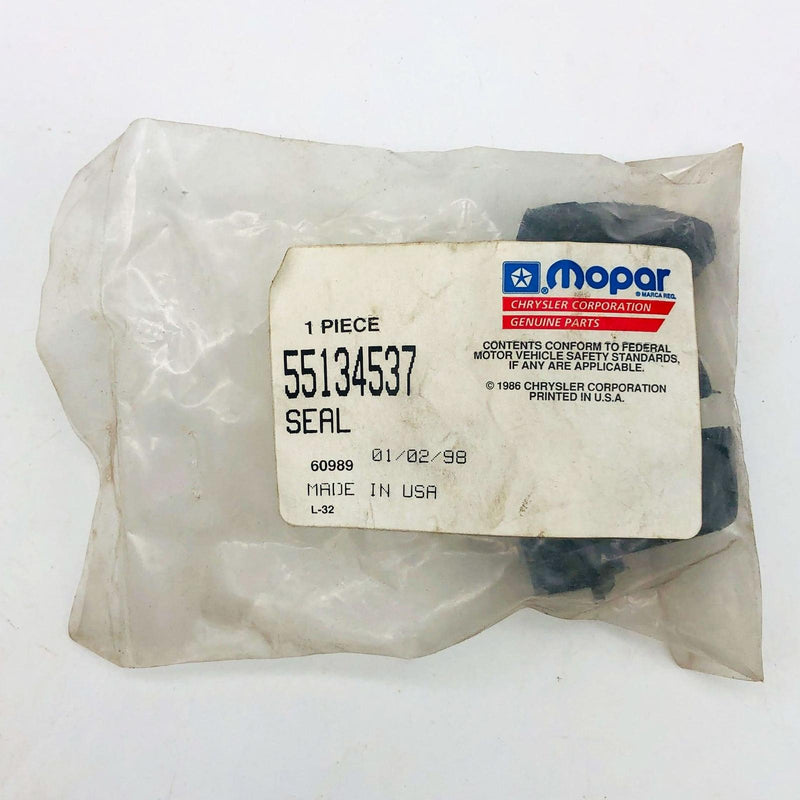 1 PIECE
55134537
SEAL
60989 01/02/98
MADE IN USA
L-32
® Mopar
® MARCA REG.
CHRYSLER CORPORATION
GENUINE PARTS
CONTENTS CONFORM TO FEDERAL
MOTOR VEHICLE SAFETY STANDARDS,
IF ANY ARE APPLICABLE.
© 1986 CHRYSLER CORPORATION
PRINTED IN U.S.A.